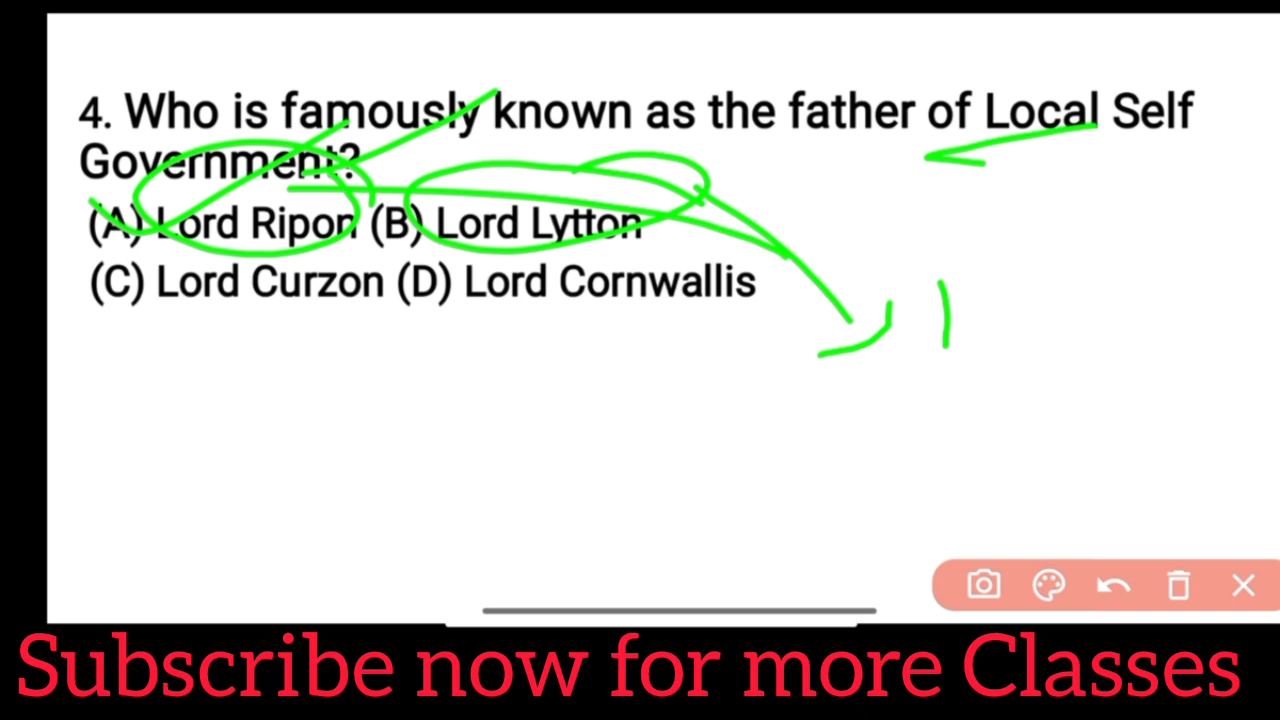 4. Who is famously known as the father of Local Self
Government?
(A) Lord Ripon (B) Lord Lytton
(C) Lord Curzon (D) Lord Cornwallis
Subscribe now for more Classes